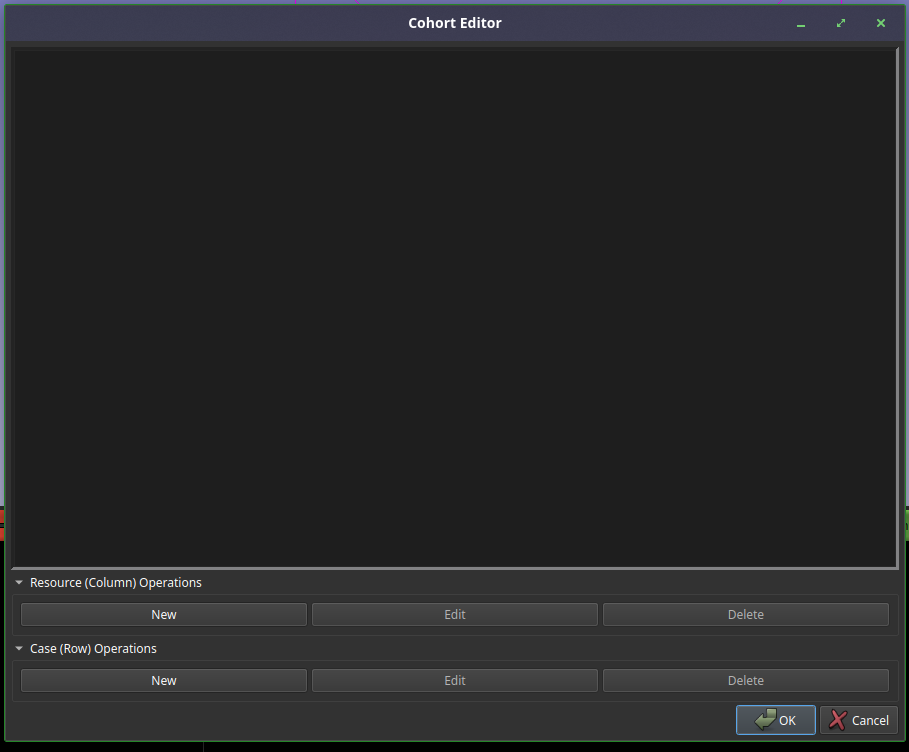 Cohort Editor
Resource (Column) Operations
New Edit Delete
Case (Row) Operations
New Edit Delete
OK Cancel